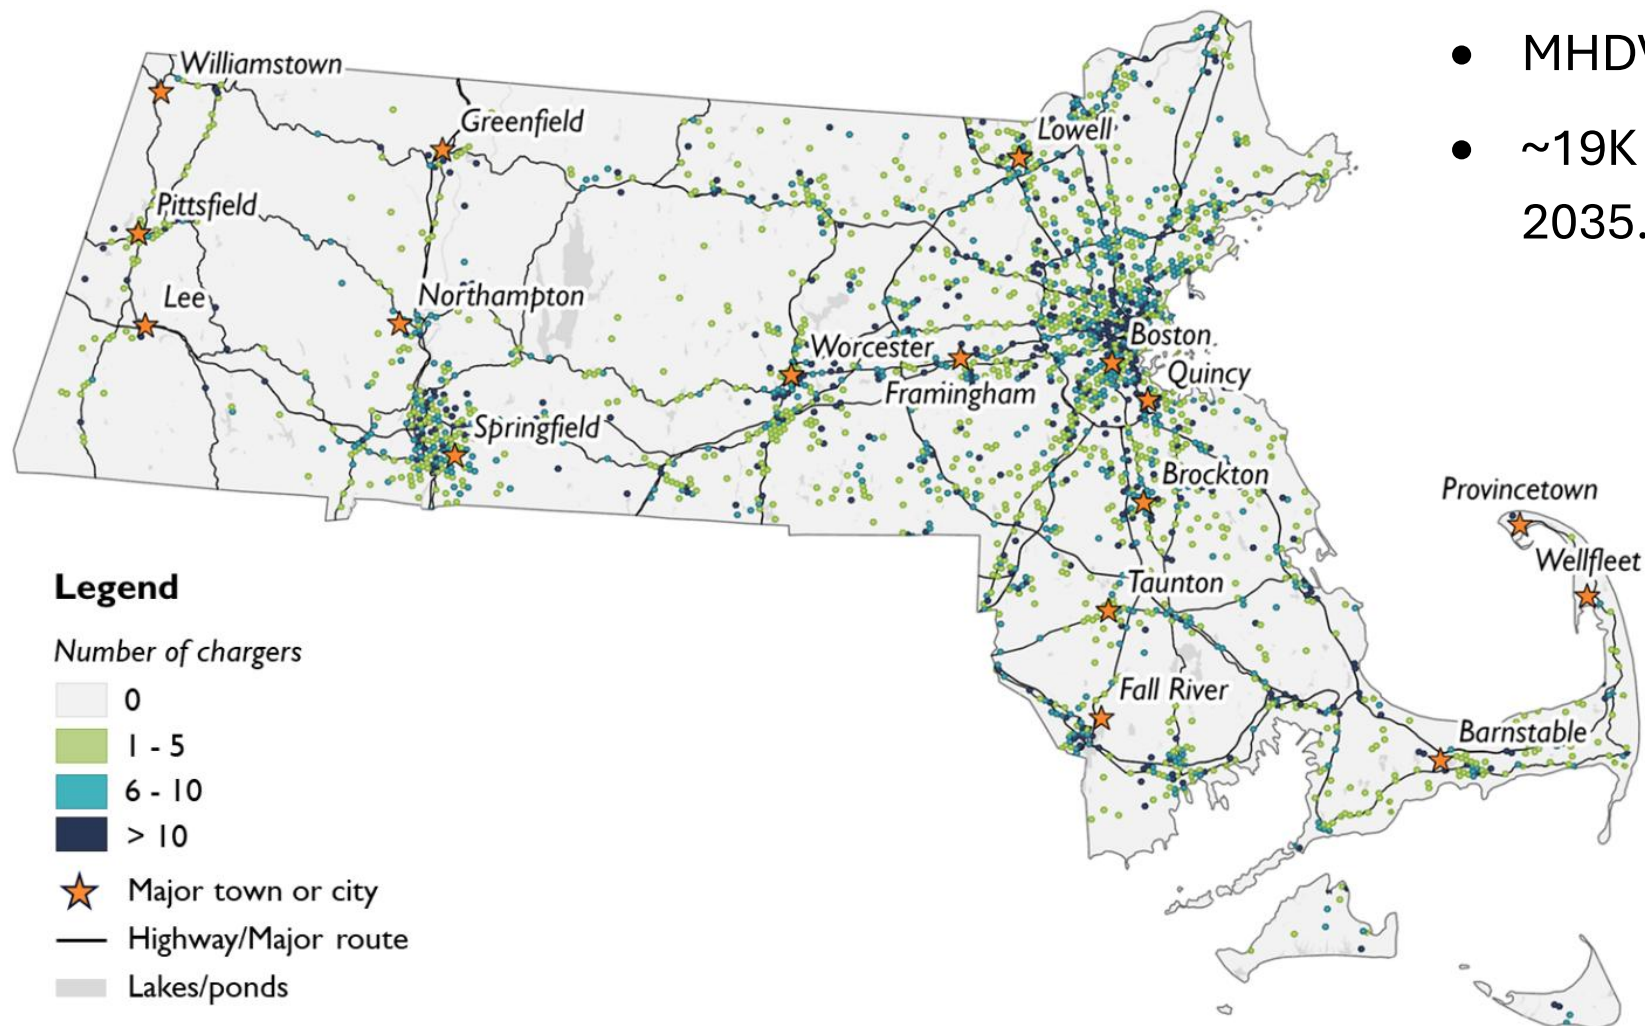 • MHDV
• ~19K
2035.
Williamstown
Greenfield
Lowell
Pittsfield
Lee
Northampton
Worcester
Boston
Framingham
Quincy
Springfield
Brockton
Provincetown
Wellfleet
Taunton
Fall River
Barnstable
Legend
Number of chargers
0
1 - 5
6 - 10
> 10
Major town or city
Highway/Major route
Lakes/ponds